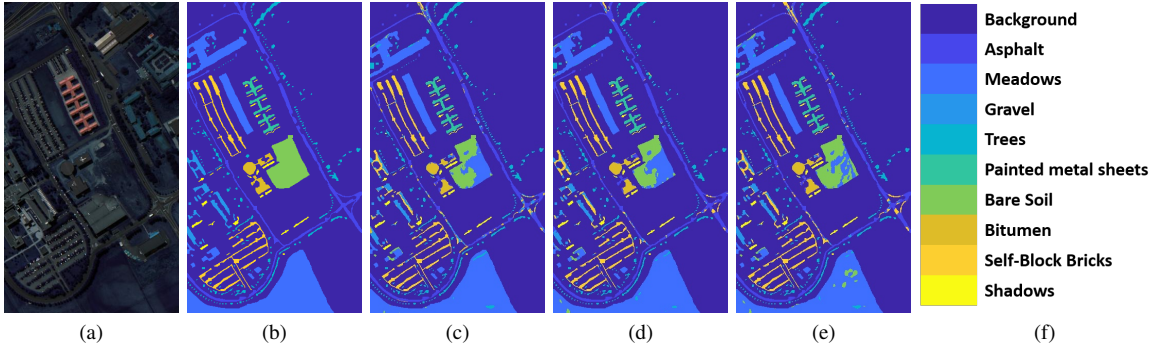 Background
Asphalt
Meadows
Gravel
Trees
Painted metal sheets
Bare Soil
Bitumen
Self-Block Bricks
Shadows
(a) (b) (c) (d) (e) (f)